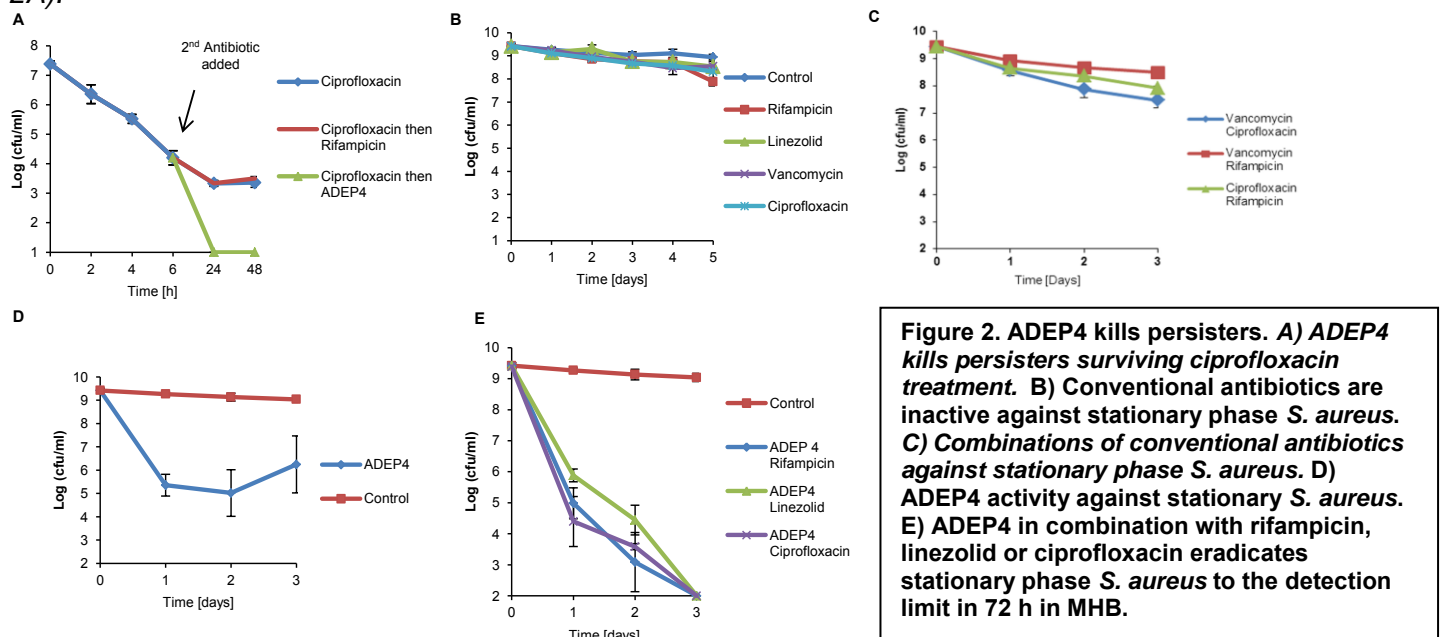 2A).
A
8
7
6
5
4
3
2
1
Log (cfu/ml)
0 2 4 6 24 48
Time [h]
2nd Antibiotic
added
Ciprofloxacin
Ciprofloxacin then
Rifampicin
Ciprofloxacin then
ADEP4
B
10
9
8
7
6
5
4
3
2
1
Log (cfu/ml)
0 1 2 3 4 5
Time [days]
Control
Rifampicin
Linezolid
Vancomycin
Ciprofloxacin
C
10
9
8
7
6
5
4
3
2
Log (cfu/ml)
0 1 2 3
Time [Days]
Vancomycin
Ciprofloxacin
Vancomycin
Rifampicin
Ciprofloxacin
Rifampicin
D
10
9
8
7
6
5
4
3
2
Log (cfu/ml)
0 1 2 3
Time [days]
ADEP4
Control
E
10
9
8
7
6
5
4
3
2
Log (cfu/ml)
0 1 2 3
Time [days]
Control
ADEP 4
Rifampicin
ADEP4
Linezolid
ADEP4
Ciprofloxacin
Figure 2. ADEP4 kills persisters. A) ADEP4
kills persisters surviving ciprofloxacin
treatment. B) Conventional antibiotics are
inactive against stationary phase S. aureus.
C) Combinations of conventional antibiotics
against stationary phase S. aureus. D)
ADEP4 activity against stationary S. aureus.
E) ADEP4 in combination with rifampicin,
linezolid or ciprofloxacin eradicates
stationary phase S. aureus to the detection
limit in 72 h in MHB.